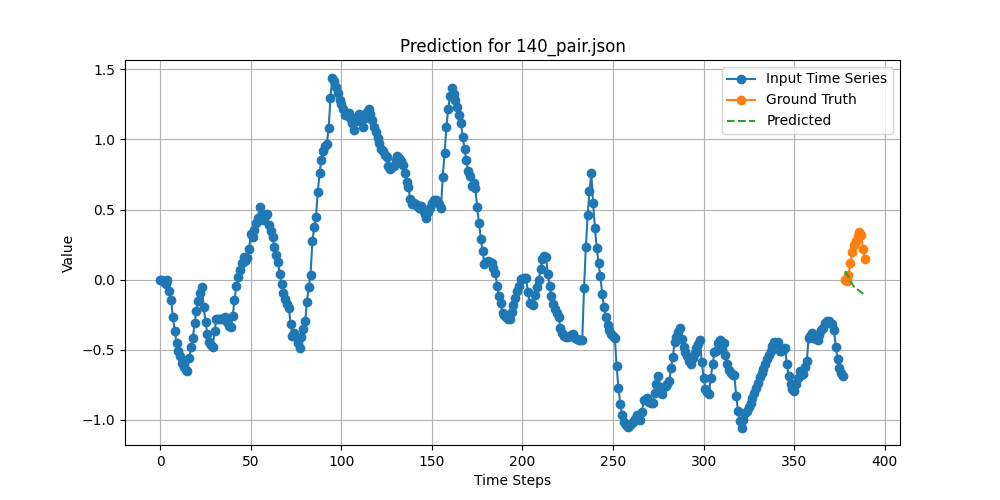 Prediction for 140_pair.json
Input Time Series
Ground Truth
Predicted
Value
1.5
1.0
0.5
0.0
−0.5
−1.0
0 50 100 150 200 250 300 350 400
Time Steps